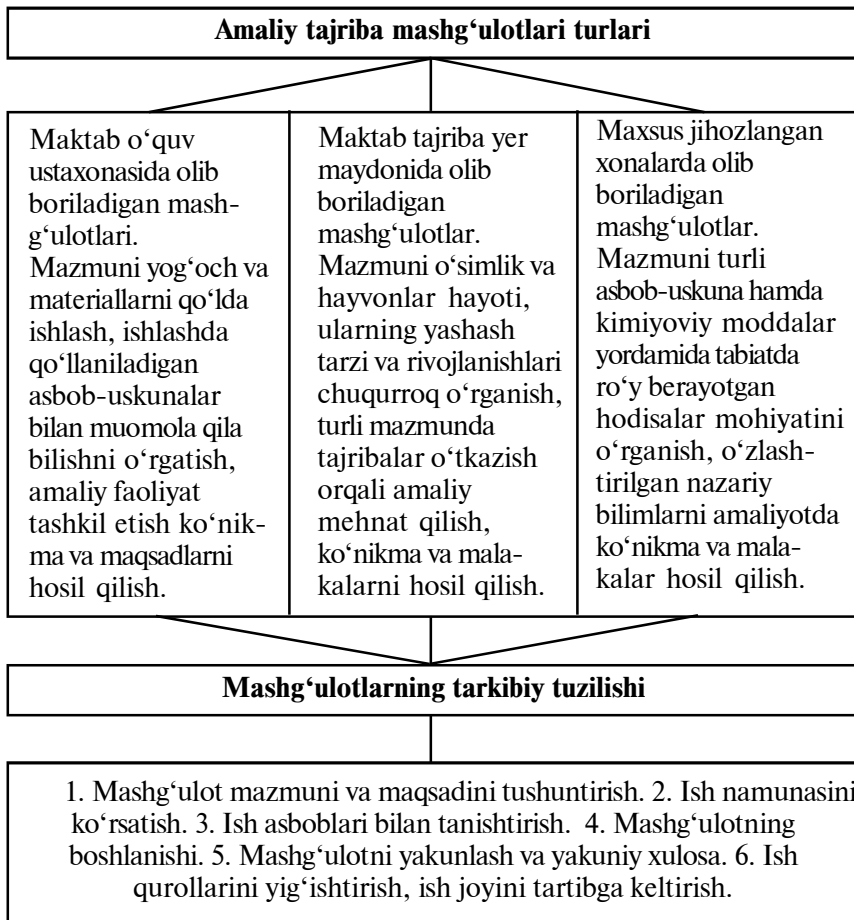 Amaliy tajriba mashg‘ulotlari turlari
Maktab o‘quv
ustaxonasida olib
boriladigan mash-
g‘ulotlari.
Mazmuni yog‘och va
materiallarni qo‘lda
ishlash, ishlashda
qo‘llaniladigan
asbob-uskunalar
bilan muomola qila
bilishni o‘rgatish,
amaliy faoliyat
tashkil etish ko‘nik-
ma va maqsadlarni
hosil qilish.
Maktab tajriba yer
maydonida olib
boriladigan
mashg‘ulotlar.
Mazmuni o‘simlik va
hayvonlar hayoti,
ularning yashash
tarzi va rivojlanishlari
chuqurroq o‘rganish,
turli mazmunda
tajribalar o‘tkazish
orqali amaliy
mehnat qilish,
ko‘nikma va mala-
kalarni hosil qilish.
Maxsus jihozlangan
xonalarda olib
boriladigan
mashg‘ulotlar.
Mazmuni turli
asbob-uskuna hamda
kimiyoviy moddalar
yordamida tabiatda
ro‘y berayotgan
hodisalar mohiyatini
o‘rganish, o‘zlash-
tirilgan nazariy
bilimlarni amaliyotda
ko‘nikma va mala-
kalar hosil qilish.
Mashg‘ulotlarning tarkibiy tuzilishi
1. Mashg‘ulot mazmuni va maqsadini tushuntirish. 2. Ish namunasini
ko‘rsatish. 3. Ish asboblari bilan tanishtirish. 4. Mashg‘ulotning
boshlanishi. 5. Mashg‘ulotni yakunlash va yakuniy xulosa. 6. Ish
qurollarini yig‘ishtirish, ish joyini tartibga keltirish.